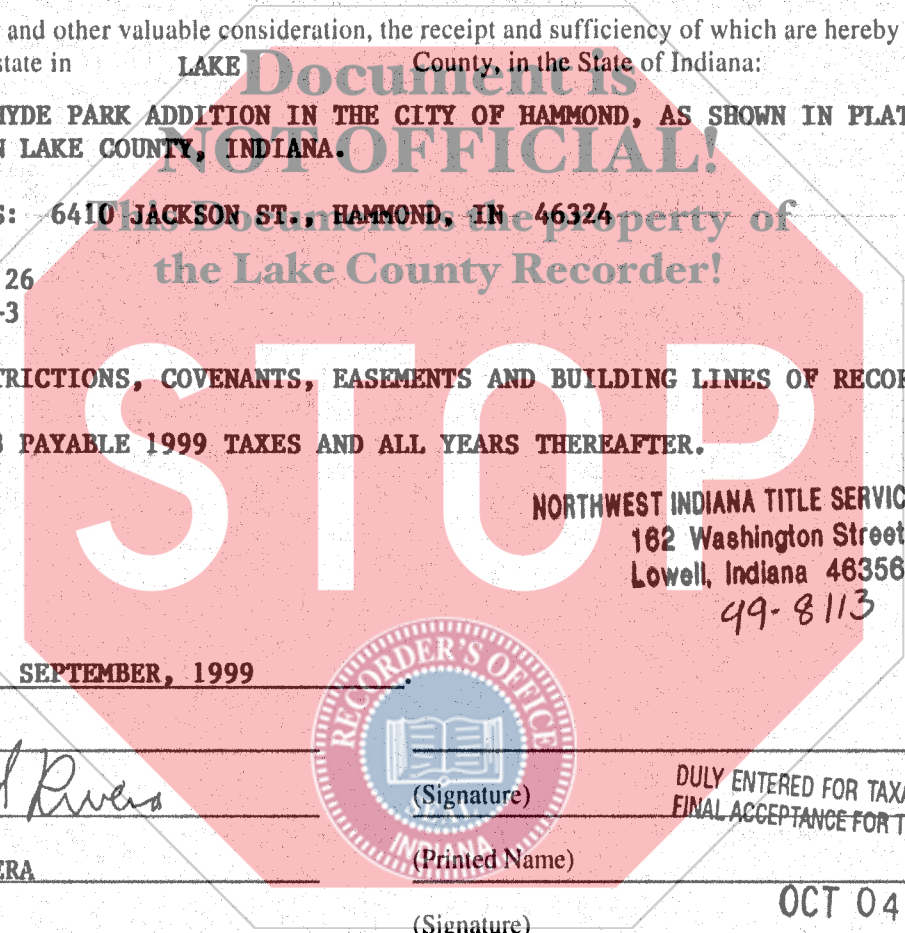 y and other valuable consideration, the receipt and sufficiency of which are hereby
state in LAKE County, in the State of Indiana:
Document is
HYDE PARK ADDITION IN THE CITY OF HAMMOND, AS SHOWN IN PLAT
N LAKE COUNTY, INDIANA.
NOT OFFICIAL!
S: 6410 JACKSON ST., HAMMOND, IN 46324
This Document is the property of
the Lake County Recorder!
26
-3
TRICTIONS, COVENANTS, EASEMENTS AND BUILDING LINES OF RECOR
PAYABLE 1999 TAXES AND ALL YEARS THEREAFTER.
STOP
NORTHWEST INDIANA TITLE SERVIC
162 Washington Street
Lowell, Indiana 46356
99-8113
SEPTEMBER, 1999
RECORDER'S OFFICE
SEAL
INDIANA
Rivera
(Signature)
DULY ENTERED FOR TAXA
FINAL ACCEPTANCE FOR T
ERA
(Printed Name)
OCT 04
(Signature)